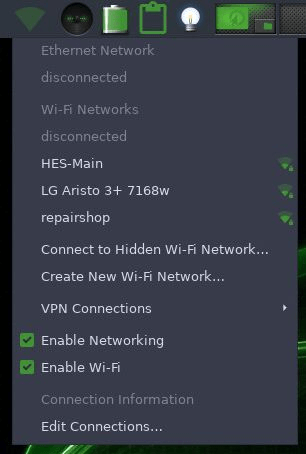 Ethernet Network
disconnected
Wi-Fi Networks
disconnected
HES-Main
LG Aristo 3+ 7168w
repairshop
Connect to Hidden Wi-Fi Network...
Create New Wi-Fi Network...
VPN Connections
Enable Networking
Enable Wi-Fi
Connection Information
Edit Connections...